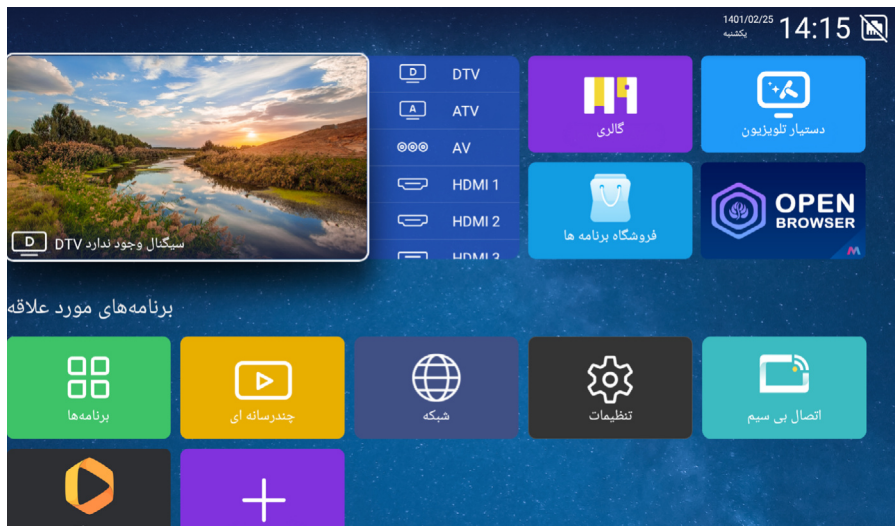 1401/02/25
یکشنبه
14:15
DTV
ATV
AV
HDMI 1
HDMI 2
HDMI 3
D
A
گالری
دستیار تلویزیون
فروشگاه برنامه ها
OPEN
BROWSER
D
سیگنال وجود ندارد DTV
برنامه‌های مورد علاقه
برنامه‌ها
چندرسانه ای
شبکه
تنظیمات
اتصال بی سیم